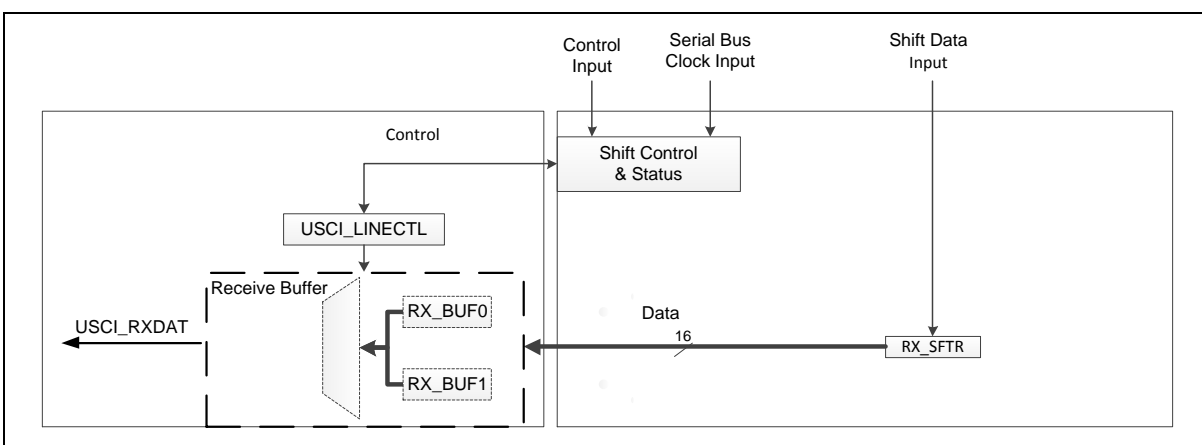 Control
Input
Serial Bus
Clock Input
Shift Data
Input
Control
Shift Control
& Status
USCI_LINECTL
Receive Buffer
RX_BUF0
USCI_RXDAT
Data
16
RX_SFTR
RX_BUF1